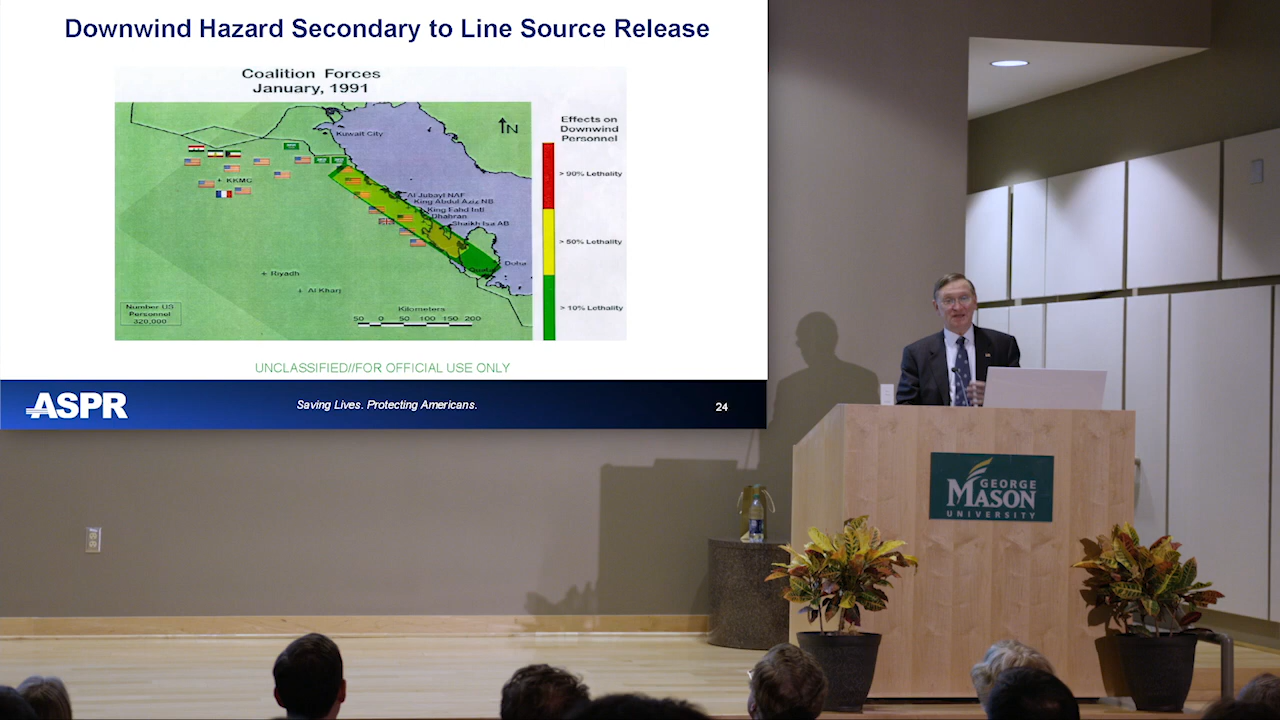 Downwind Hazard Secondary to Line Source Release
Coalition Forces
January, 1991
N
Kuwait City
KKMC
Al Jubayl NAF
King Abdul Aziz NB
King Fahd Intl
Dhahran
Shaikh Isa AB
Doha
Riyadh
Al Kharj
Number US
Personnel
320,000
Kilometers
50 0 50 100 150 200
Effects on
Downwind
Personnel
> 90% Lethality
> 50% Lethality
> 10% Lethality
UNCLASSIFIED//FOR OFFICIAL USE ONLY
ASPR
Saving Lives. Protecting Americans.
24
GEORGE
MASON
UNIVERSITY